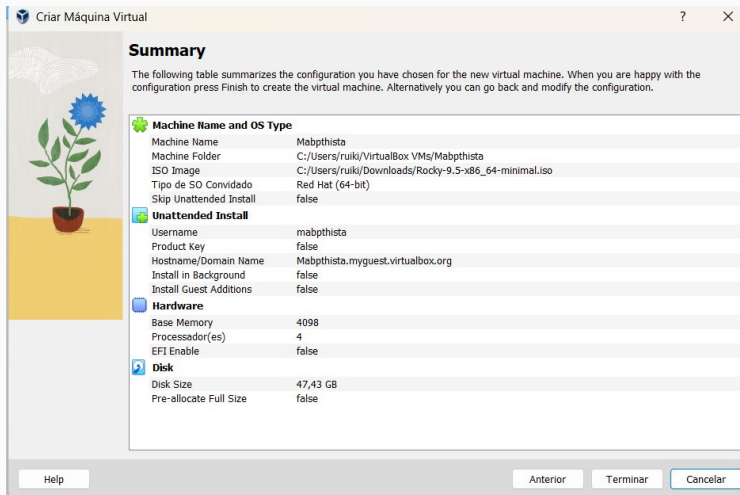 Criar Máquina Virtual
?
Summary
The following table summarizes the configuration you have chosen for the new virtual machine. When you are happy with the
configuration press Finish to create the virtual machine. Alternatively you can go back and modify the configuration.
Machine Name and OS Type
Machine Name Mabpthista
Machine Folder C:/Users/ruiki/VirtualBox VMs/Mabpthista
ISO Image C:/Users/ruiki/Downloads/Rocky-9.5-x86_64-minimal.iso
Tipo de SO Convidado Red Hat (64-bit)
Skip Unattended Install false
Unattended Install
Username mabpthista
Product Key false
Hostname/Domain Name Mabpthista.myguest.virtualbox.org
Install in Background false
Install Guest Additions false
Hardware
Base Memory 4098
Processador(es) 4
EFI Enable false
Disk
Disk Size 47,43 GB
Pre-allocate Full Size false
Help Anterior Terminar Cancelar